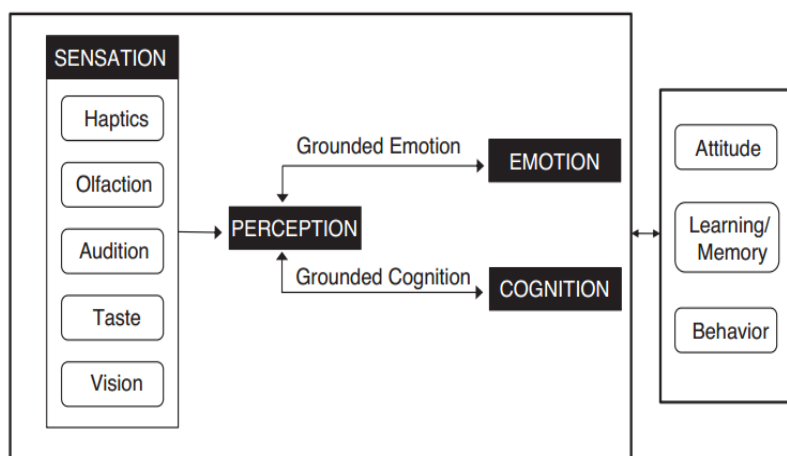 SENSATION
Haptics
Olfaction
Audition
Taste
Vision
PERCEPTION
Grounded Emotion
EMOTION
Grounded Cognition
COGNITION
Attitude
Learning/
Memory
Behavior